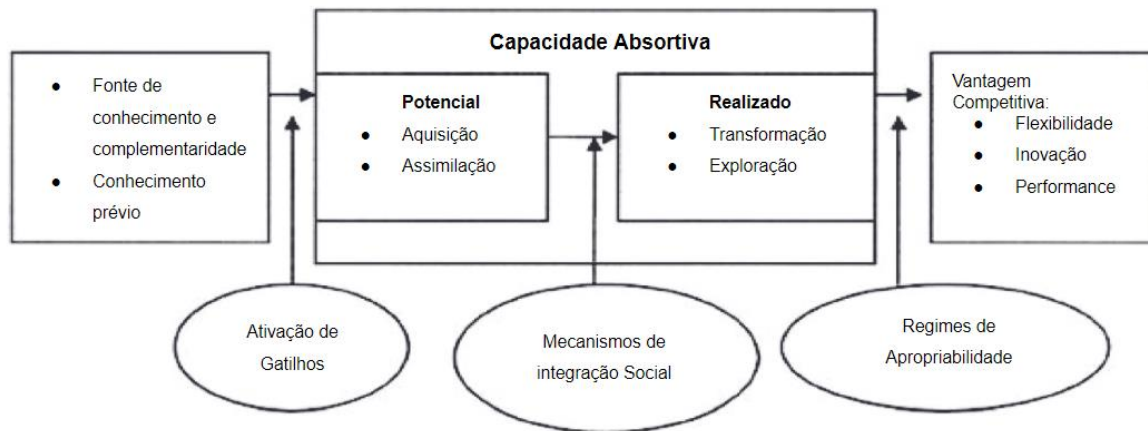 Capacidade Absortiva
● Fonte de
conhecimento e
complementaridade
● Conhecimento
prévio
Potencial
● Aquisição
● Assimilação
Realizado
● Transformação
● Exploração
Vantagem
Competitiva:
● Flexibilidade
● Inovação
● Performance
Ativação de
Gatilhos
Mecanismos de
integração Social
Regimes de
Apropriabilidade